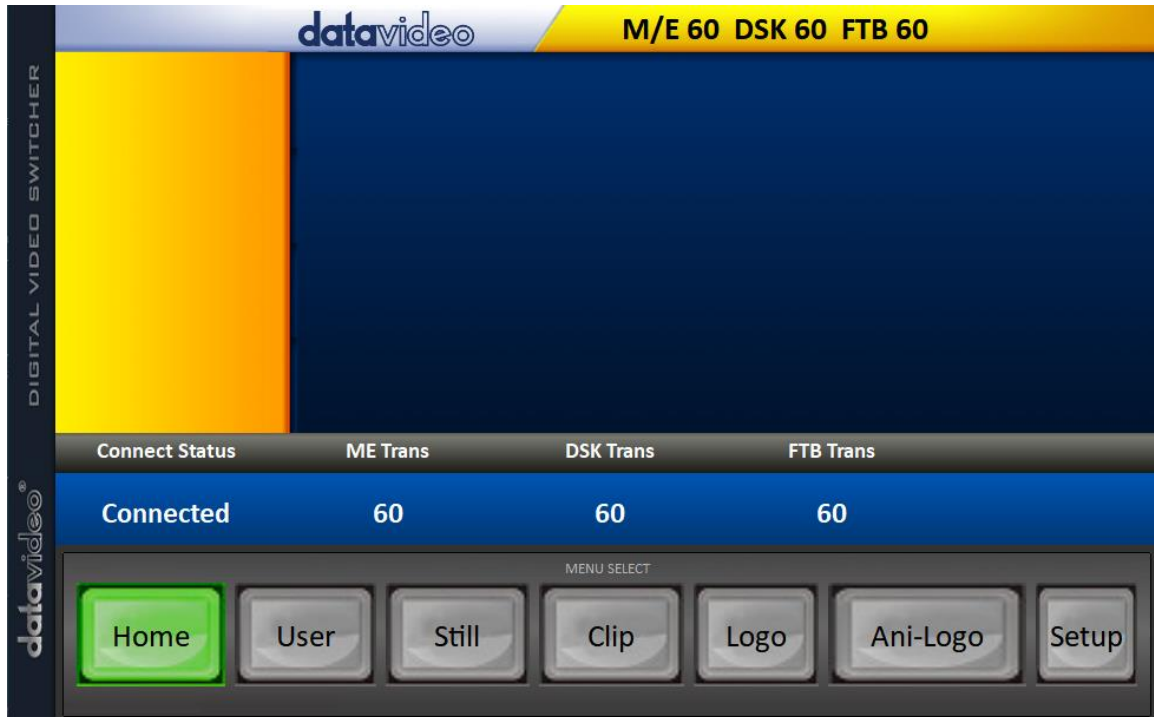 datavideo M/E 60 DSK 60 FTB 60
DIGITAL VIDEO SWITCHER
datavideo®
Connect Status ME Trans DSK Trans FTB Trans
Connected 60 60 60
MENU SELECT
Home User Still Clip Logo Ani-Logo Setup